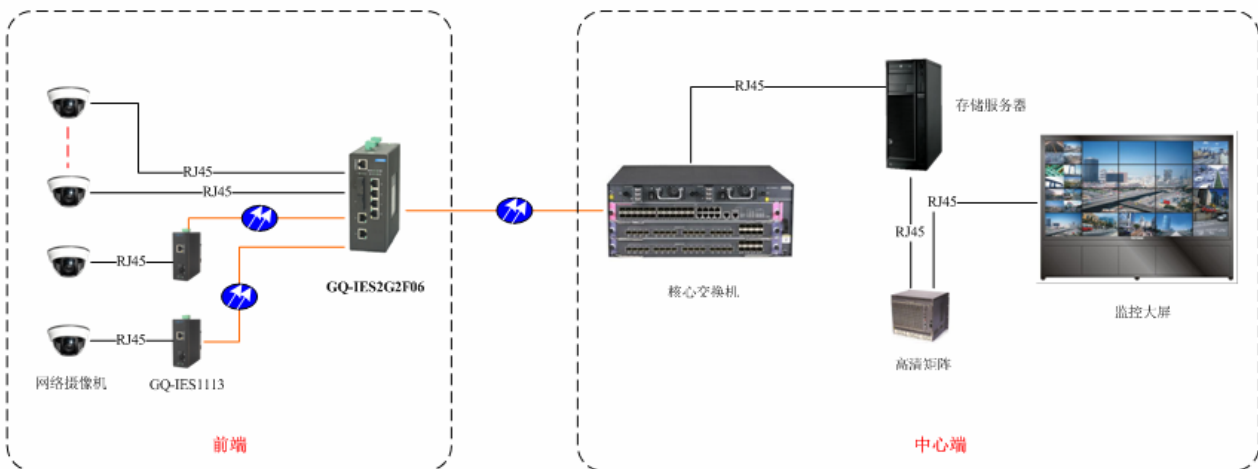 RJ45
存储服务器
RJ45
RJ45
RJ45
RJ45
RJ45
GQ-IES2G2F06
核心交换机
监控大屏
RJ45
高清矩阵
网络摄像机
GQ-IES1113
前端
中心端